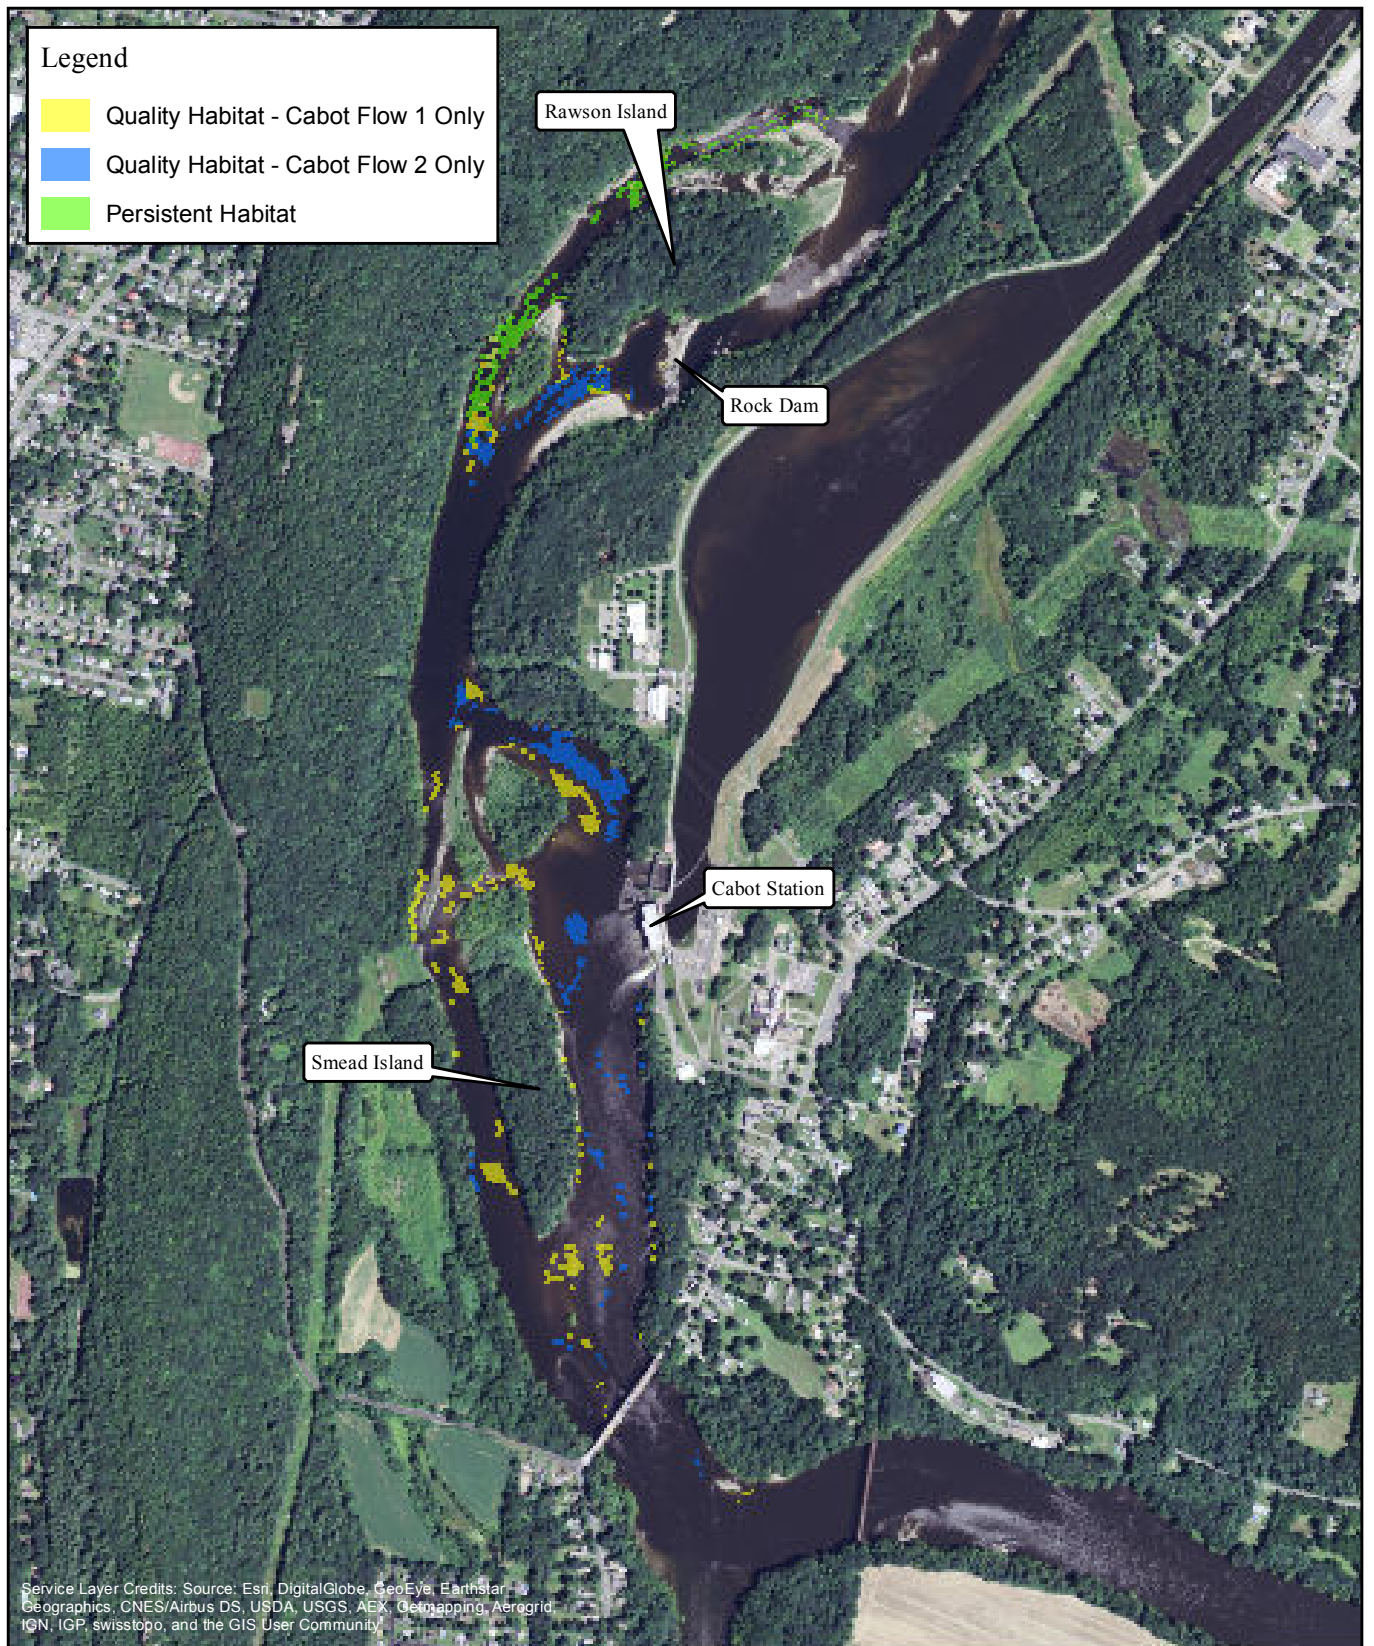 Legend
Quality Habitat - Cabot Flow 1 Only
Quality Habitat - Cabot Flow 2 Only
Persistent Habitat
Rawson Island
Rock Dam
Cabot Station
Smead Island
Service Layer Credits: Source: Esri, DigitalGlobe, GeoEye, Earthstar
Geographics, CNES/Airbus DS, USDA, USGS, AEX, Getmapping, Aerogrid,
IGN, IGP, swisstopo, and the GIS User Community